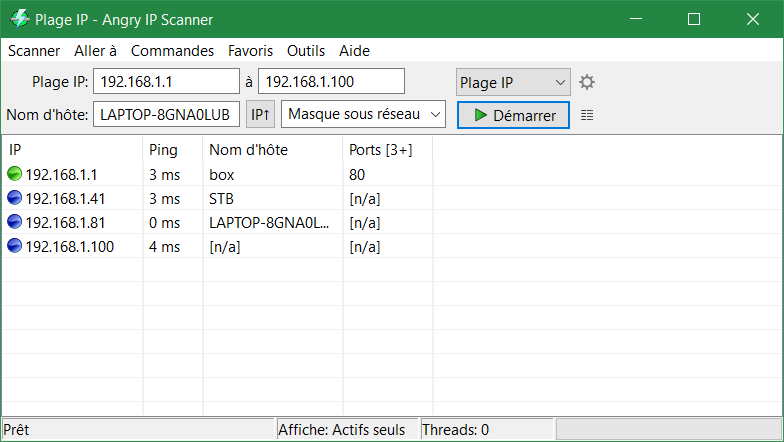 Plage IP - Angry IP Scanner
Scanner Aller à Commandes Favoris Outils Aide
Plage IP: 192.168.1.1 à 192.168.1.100 Plage IP
Nom d'hôte: LAPTOP-8GNA0LUB IP↑ Masque sous réseau Démarrer
IP Ping Nom d'hôte Ports [3+]
192.168.1.1 3 ms box 80
192.168.1.41 3 ms STB [n/a]
192.168.1.81 0 ms LAPTOP-8GNA0L... [n/a]
192.168.1.100 4 ms [n/a] [n/a]
Prêt Affiche: Actifs seuls Threads: 0